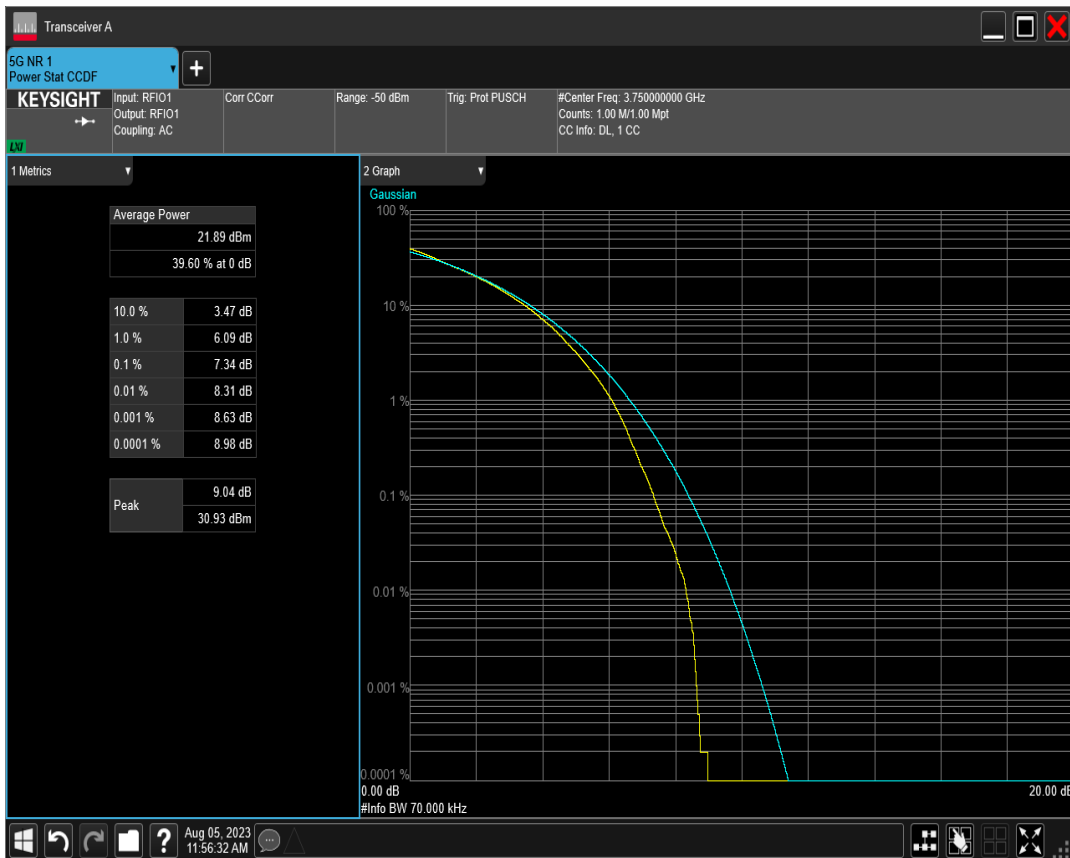 Transceiver A
5G NR 1
Power Stat CCDF
+
KEYSIGHT
LXI
Input: RFIO1
Output: RFIO1
Coupling: AC
Corr CCorr
Range: -50 dBm
Trig: Prot PUSCH
#Center Freq: 3.750000000 GHz
Counts: 1.00 M/1.00 Mpt
CC Info: DL, 1 CC
1 Metrics
Average Power
21.89 dBm
39.60 % at 0 dB
10.0 % 3.47 dB
1.0 % 6.09 dB
0.1 % 7.34 dB
0.01 % 8.31 dB
0.001 % 8.63 dB
0.0001 % 8.98 dB
Peak
9.04 dB
30.93 dBm
2 Graph
Gaussian
100 %
10 %
1 %
0.1 %
0.01 %
0.001 %
0.0001 %
0.00 dB 20.00 dB
#Info BW 70.000 kHz
?
Aug 05, 2023
11:56:32 AM